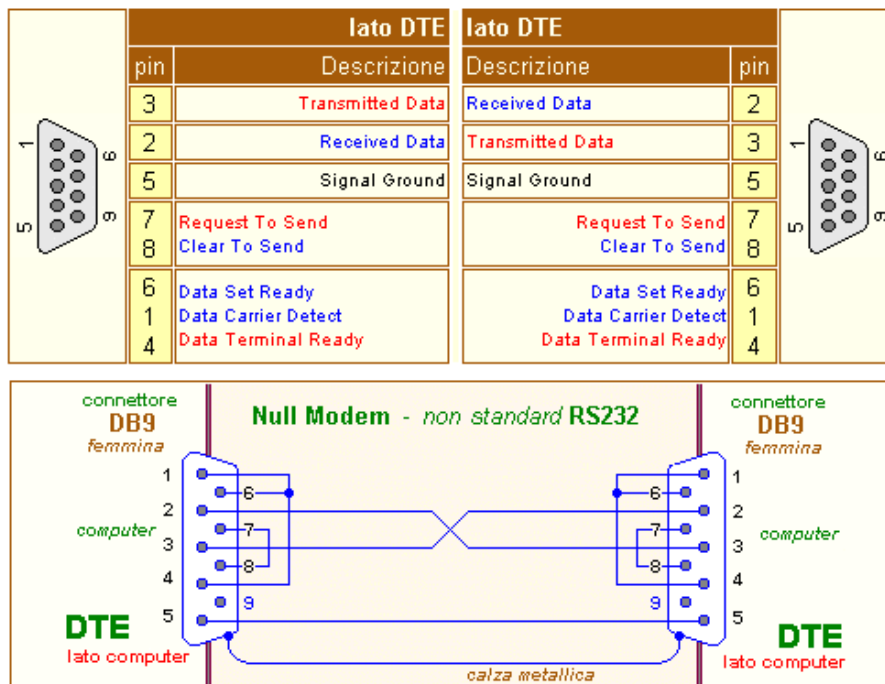 lato DTE lato DTE
pin Descrizione Descrizione pin
3 Transmitted Data Received Data 2
1 6 2 Received Data Transmitted Data 3 1 6
5 9 5 Signal Ground Signal Ground 5 5 9
7 Request To Send Request To Send 7
8 Clear To Send Clear To Send 8
6 Data Set Ready Data Set Ready 6
1 Data Carrier Detect Data Carrier Detect 1
4 Data Terminal Ready Data Terminal Ready 4
connettore
DB9
femmina
Null Modem - non standard RS232
connettore
DB9
femmina
1 1
6 6
2 2
computer 7 7 computer
3 3
8 8
4 4
9 9
5 5
DTE
lato computer
DTE
lato computer
calza metallica